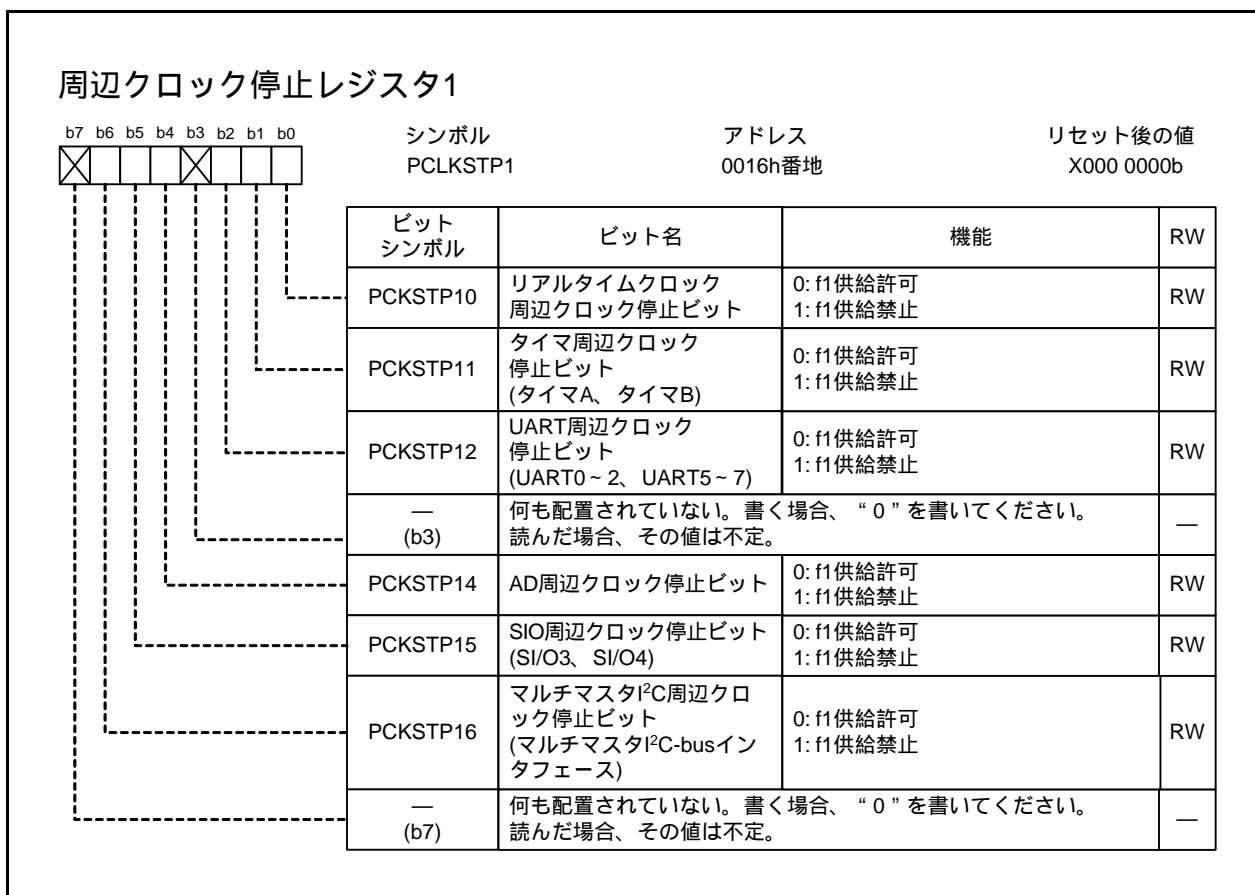 周辺クロック停止レジスタ1
b7 b6 b5 b4 b3 b2 b1 b0
シンボル アドレス リセット後の値
PCLKSTP1 0016h番地 X000 0000b
ビット
シンボル
ビット名
機能
RW
PCKSTP10
リアルタイムクロック
周辺クロック停止ビット
0: f1供給許可
1: f1供給禁止
RW
PCKSTP11
タイマ周辺クロック
停止ビット
(タイマA、タイマB)
0: f1供給許可
1: f1供給禁止
RW
PCKSTP12
UART周辺クロック
停止ビット
(UART0~2、UART5~7)
0: f1供給許可
1: f1供給禁止
RW
—
(b3)
何も配置されていない。書く場合、“0”を書いてください。
読んだ場合、その値は不定。
—
PCKSTP14
AD周辺クロック停止ビット
0: f1供給許可
1: f1供給禁止
RW
PCKSTP15
SIO周辺クロック停止ビット
(SI/O3、SI/O4)
0: f1供給許可
1: f1供給禁止
RW
PCKSTP16
マルチマスタI²C周辺クロ
ック停止ビット
(マルチマスタI²C-busイン
タフェース)
0: f1供給許可
1: f1供給禁止
RW
—
(b7)
何も配置されていない。書く場合、“0”を書いてください。
読んだ場合、その値は不定。
—